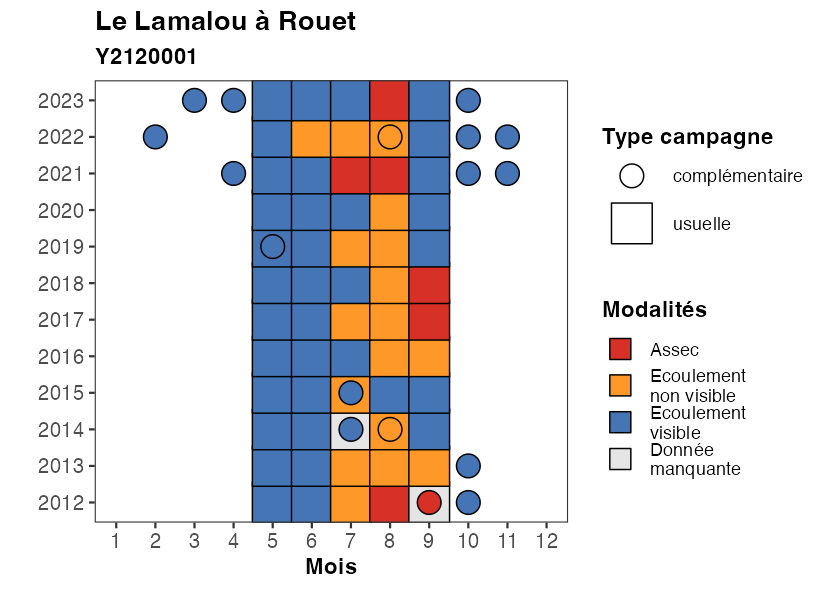 Le Lamalou à Rouet
Y2120001
2023
2022
2021
2020
2019
2018
2017
2016
2015
2014
2013
2012
1 2 3 4 5 6 7 8 9 10 11 12
Mois
Type campagne
complémentaire
usuelle
Modalités
Assec
Ecoulement
non visible
Ecoulement
visible
Donnée
manquante